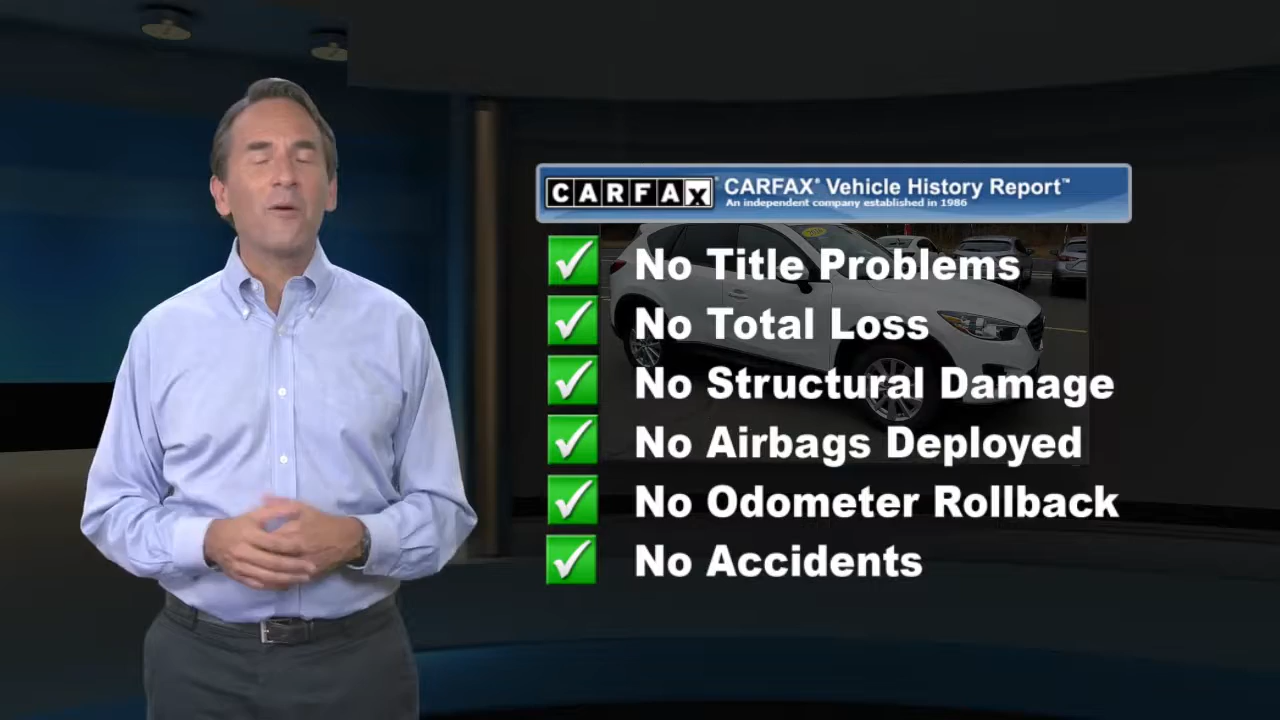 CARFAX
CARFAX® Vehicle History Report™
An independent company established in 1986
No Title Problems
No Total Loss
No Structural Damage
No Airbags Deployed
No Odometer Rollback
No Accidents